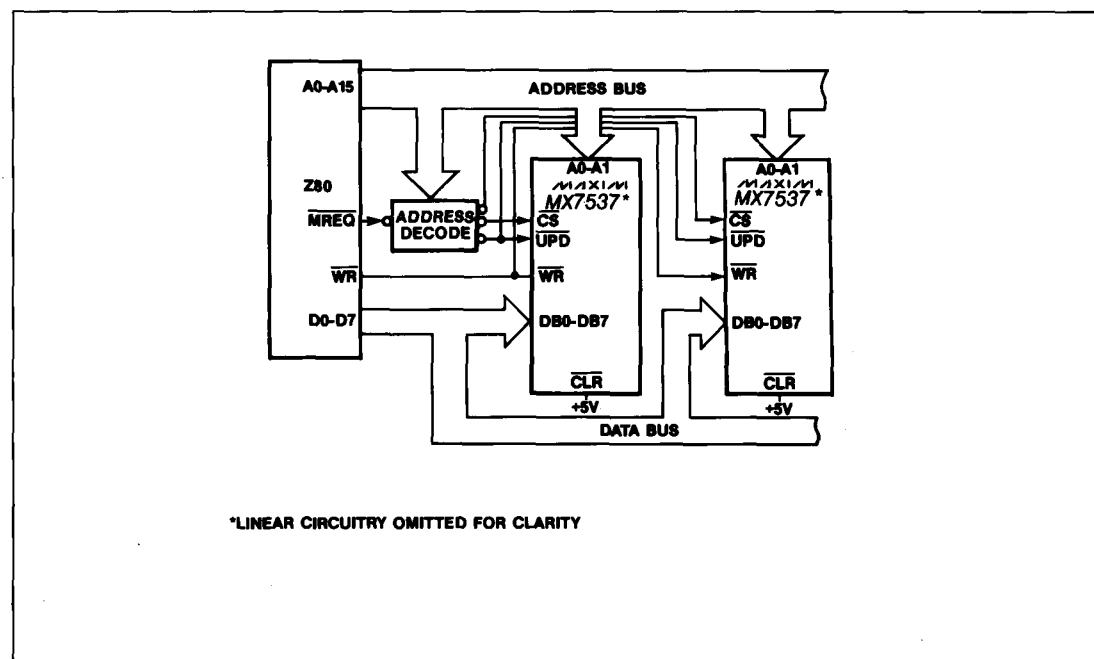 A0-A15
ADDRESS BUS
Z80
A0-A1
MAXIM
MX7537*
A0-A1
MAXIM
MX7537*
MREQ
ADDRESS
DECODE
CS
UPD
CS
UPD
WR
WR
WR
D0-D7
DB0-DB7
DB0-DB7
CLR
+5V
CLR
+5V
DATA BUS
*LINEAR CIRCUITRY OMITTED FOR CLARITY